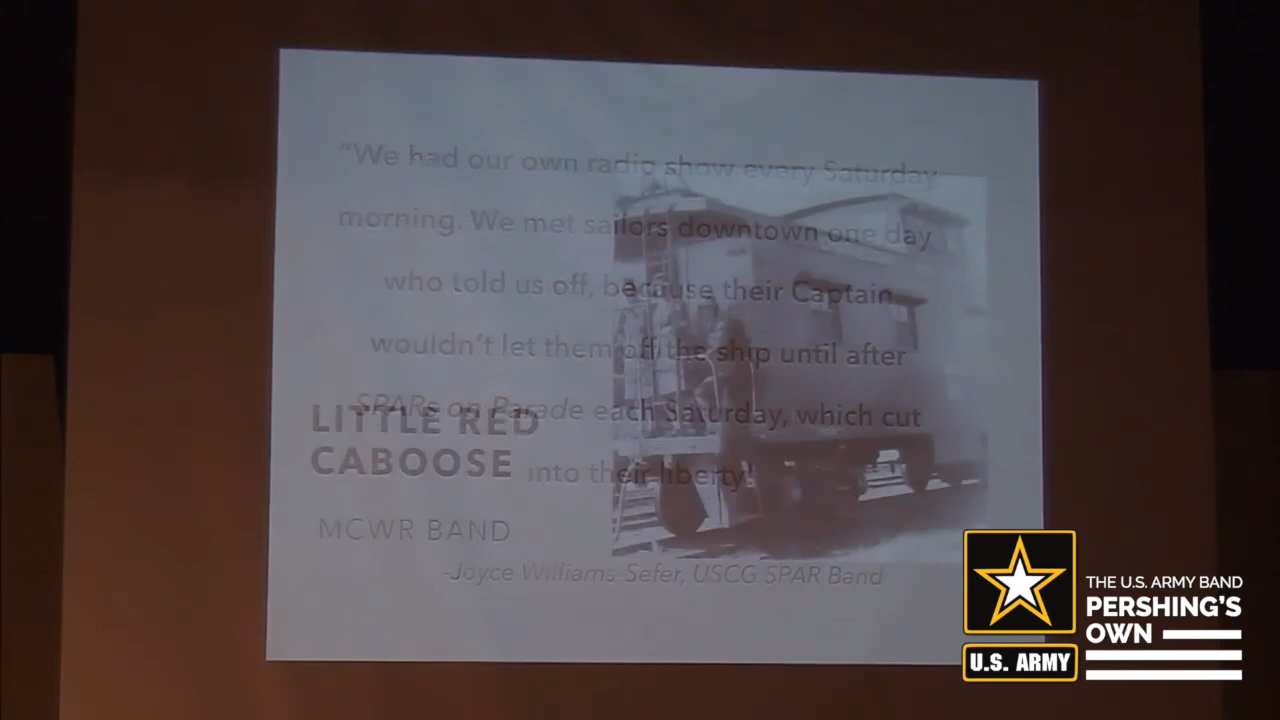 “We had our own radio show every Saturday
morning. We met sailors downtown one day
who told us off, because their Captain
wouldn't let them off the ship until after
SPARs on Parade each Saturday, which cut
into their liberty"
-Joyce Williams Sefer, USCG SPAR Band
LITTLE RED
CABOOSE
MCWR BAND
U.S. ARMY
THE U.S. ARMY BAND
PERSHING'S
OWN